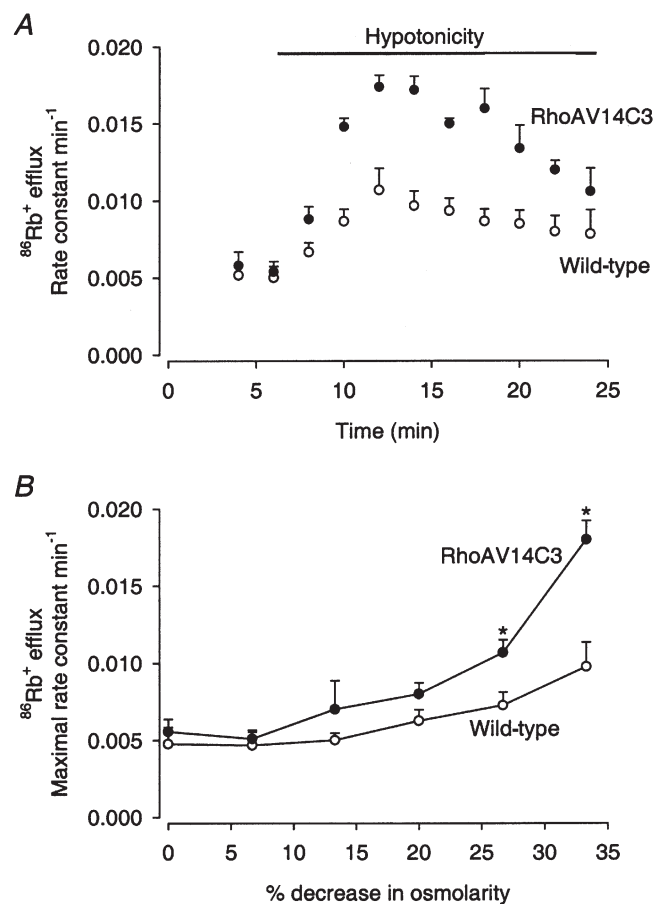 A
Hypotonicity
⁸⁶Rb⁺ efflux
Rate constant min⁻¹
0.020
0.015
0.010
0.005
0.000
RhoAV14C3
Wild-type
0 5 10 15 20 25
Time (min)
B
⁸⁶Rb⁺ efflux
Maximal rate constant min⁻¹
0.020
0.015
0.010
0.005
0.000
*
RhoAV14C3
*
Wild-type
0 5 10 15 20 25 30 35
% decrease in osmolarity